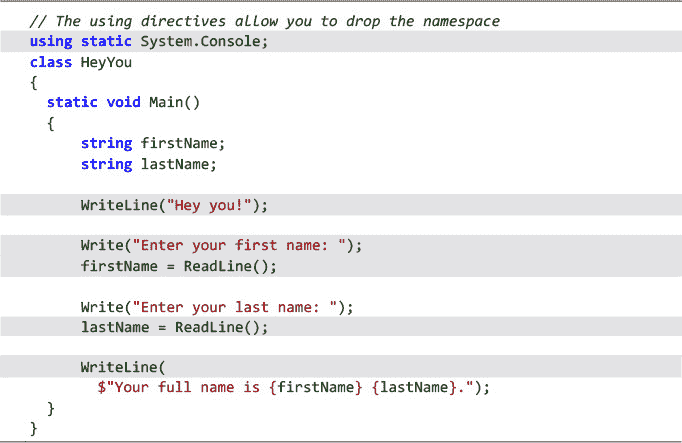 // The using directives allow you to drop the namespace
using static System.Console;
class HeyYou
{
  static void Main()
  {
      string firstName;
      string lastName;

      WriteLine("Hey you!");

      Write("Enter your first name: ");
      firstName = ReadLine();

      Write("Enter your last name: ");
      lastName = ReadLine();

      WriteLine(
        $"Your full name is {firstName} {lastName}.");
  }
}